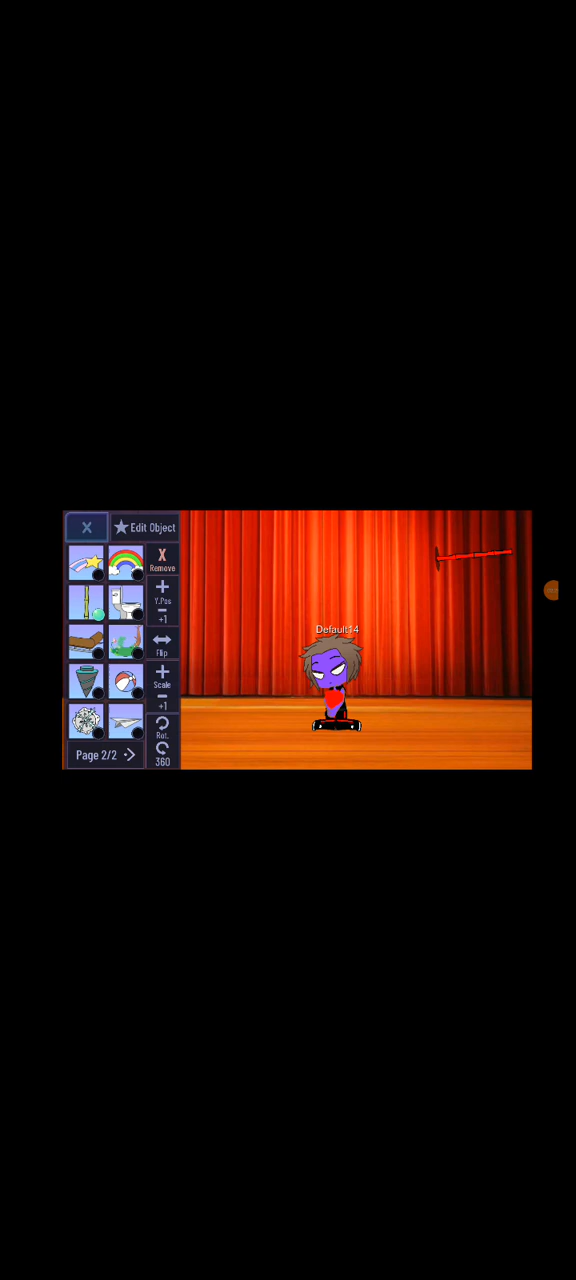 X
Edit Object
X
Remove
Y.Pos
+1
Flip
Scale
+1
Rot.
360
Page 2/2
Default14